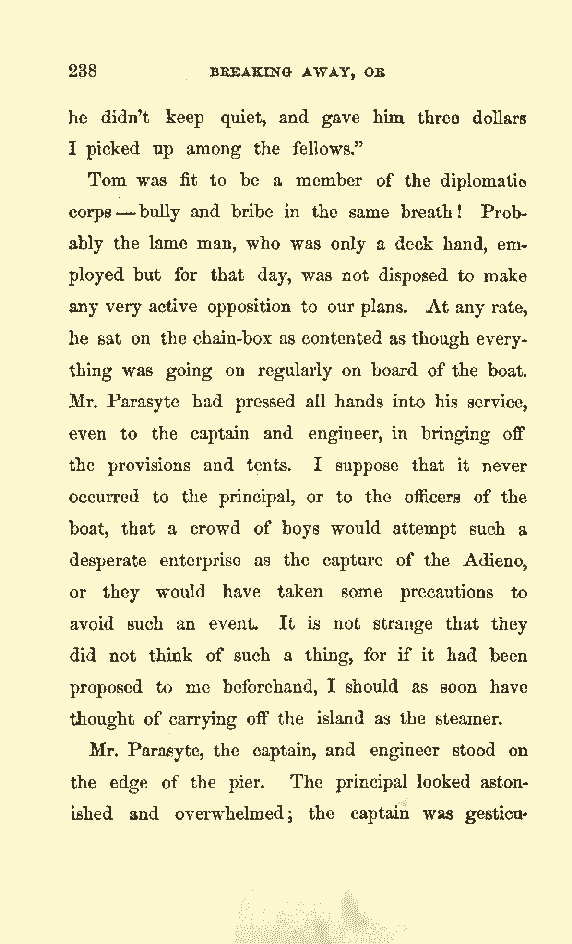 238 BREAKING AWAY, OR
he didn't keep quiet, and gave him three dollars
I picked up among the fellows."
Tom was fit to be a member of the diplomatic
corps — bully and bribe in the same breath! Prob-
ably the lame man, who was only a deck hand, em-
ployed but for that day, was not disposed to make
any very active opposition to our plans. At any rate,
he sat on the chain-box as contented as though every-
thing was going on regularly on board of the boat.
Mr. Parasyte had pressed all hands into his service,
even to the captain and engineer, in bringing off
the provisions and tents. I suppose that it never
occurred to the principal, or to the officers of the
boat, that a crowd of boys would attempt such a
desperate enterprise as the capture of the Adieno,
or they would have taken some precautions to
avoid such an event. It is not strange that they
did not think of such a thing, for if it had been
proposed to me beforehand, I should as soon have
thought of carrying off the island as the steamer.
Mr. Parasyte, the captain, and engineer stood on
the edge of the pier. The principal looked aston-
ished and overwhelmed; the captain was gesticu-